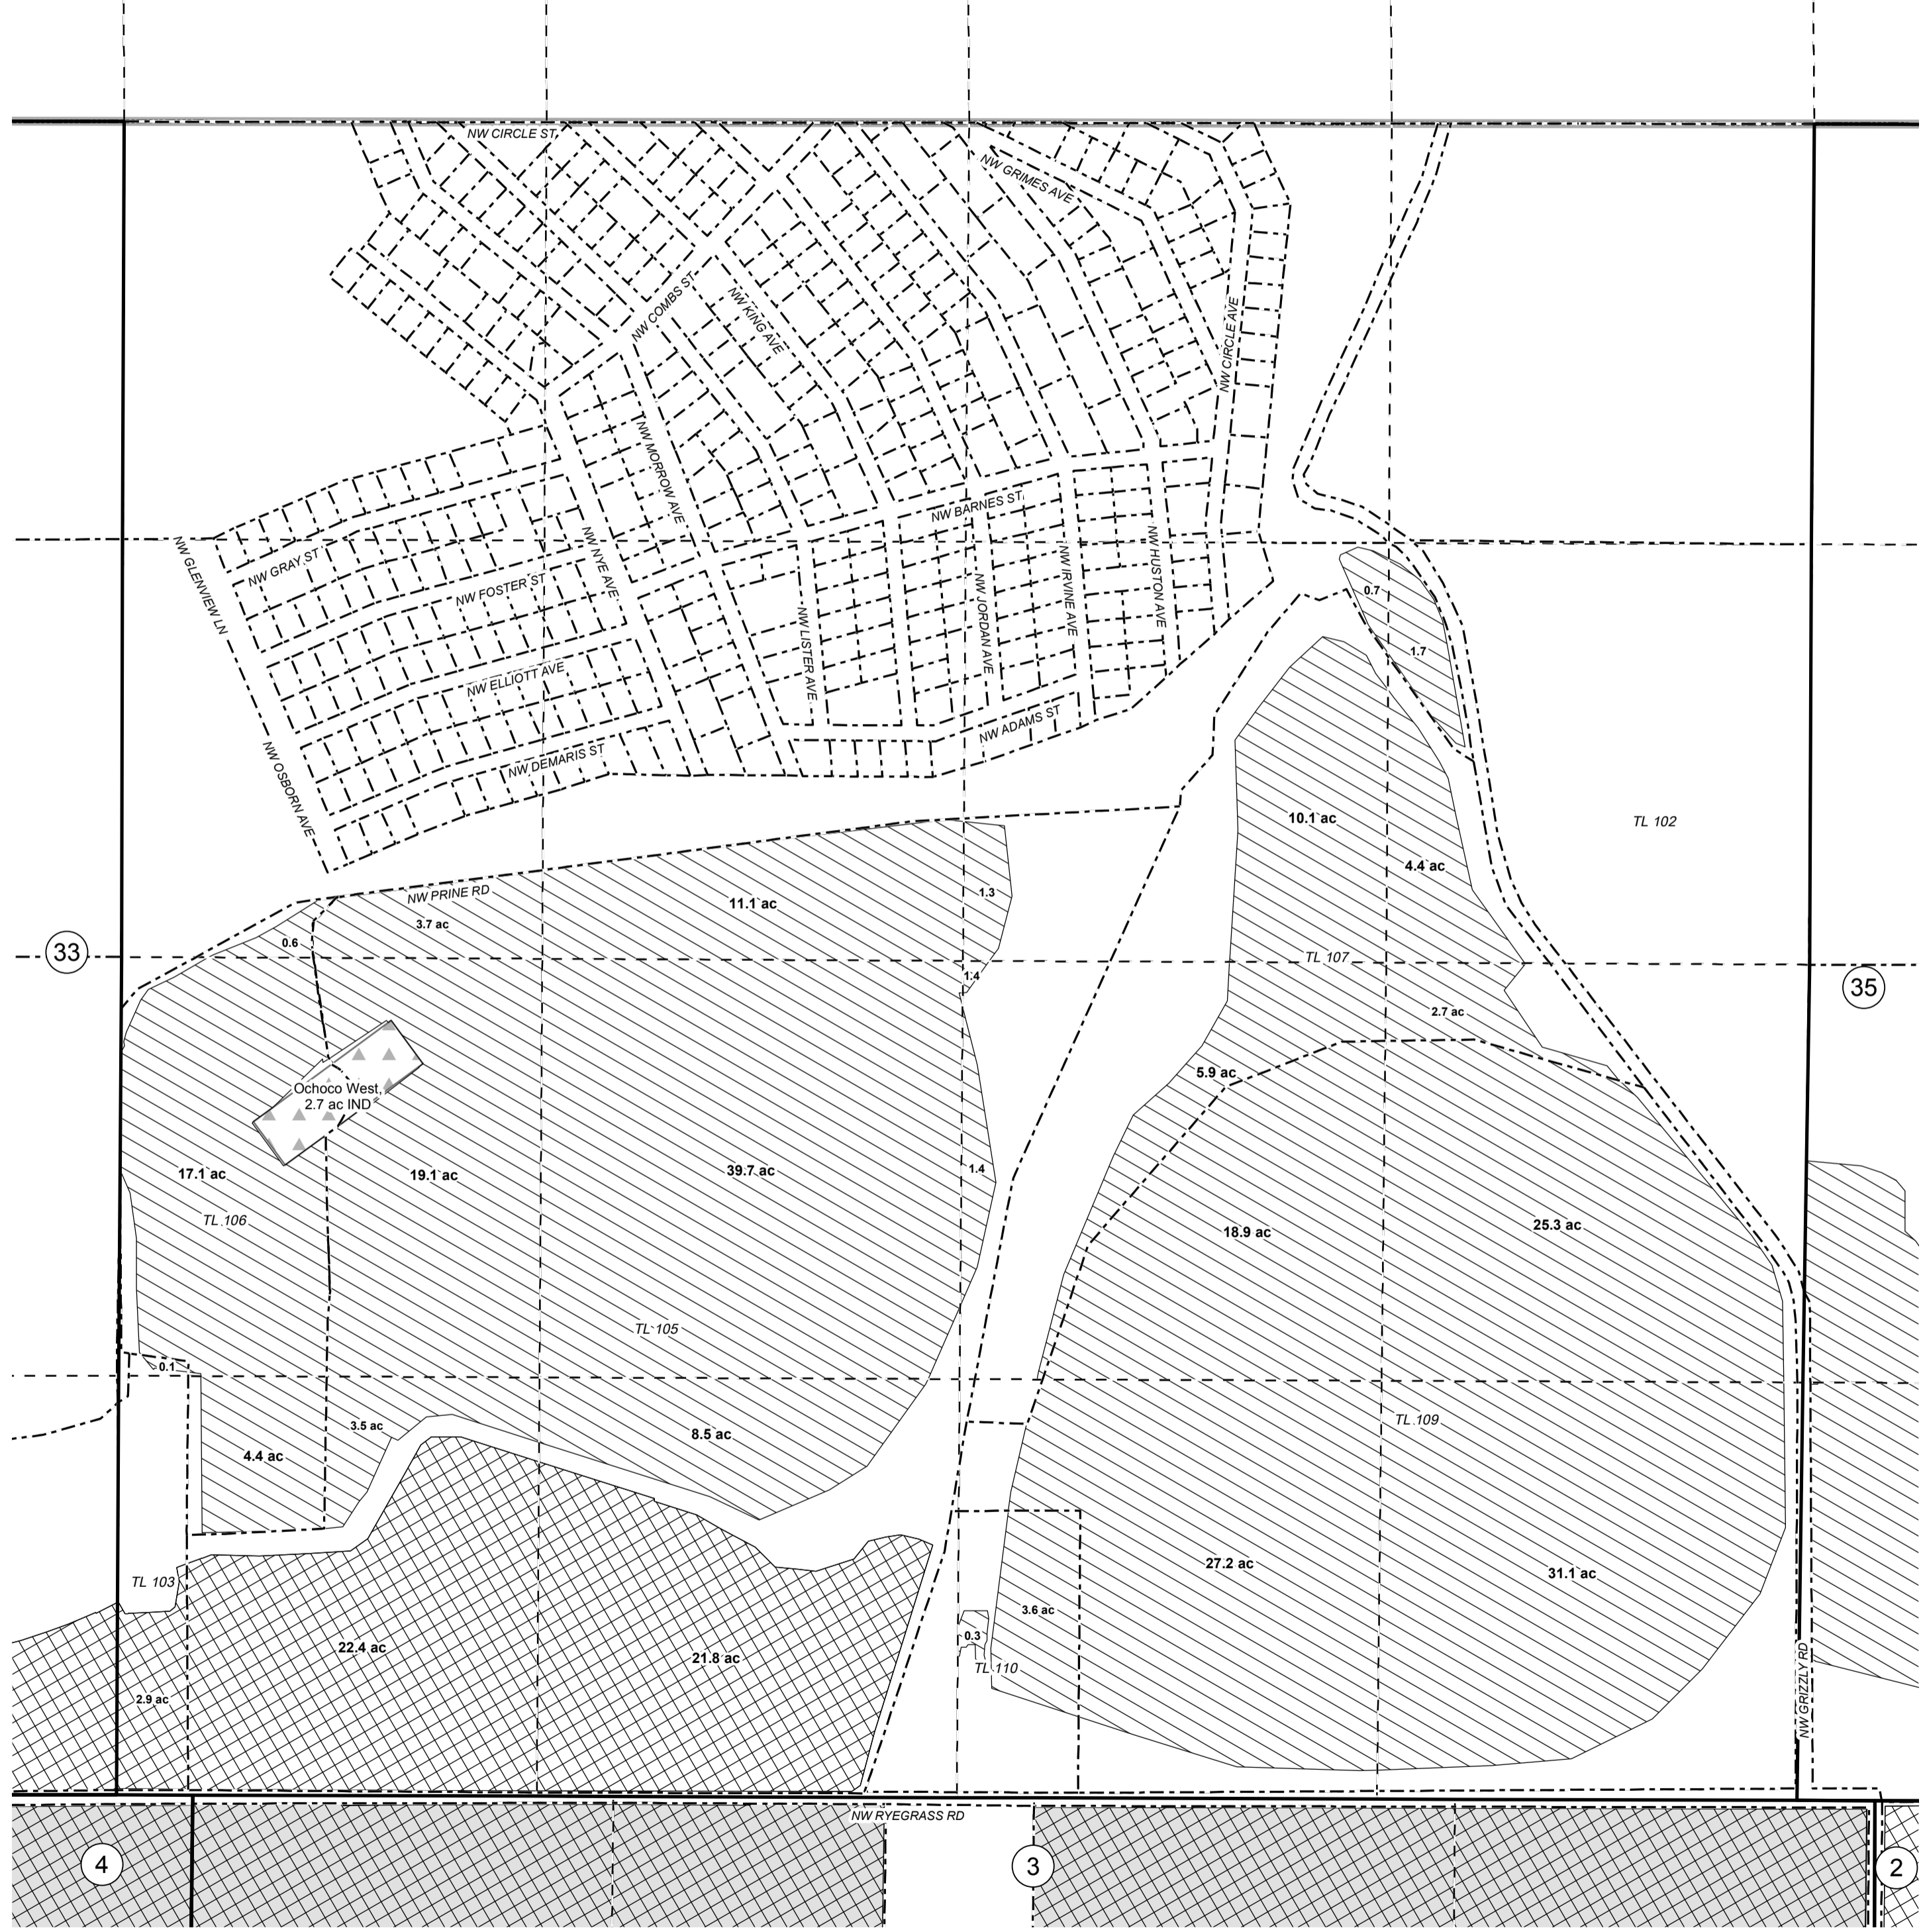 NW CIRCLE ST
NW GRIMES AVE
NW COMBS ST
NW KING AVE
NW CIRCLE AVE
NW MORROW AVE
NW BARNES ST
NW GLENVIEW LN
NW GRAY ST
NW FOSTER ST
NW NYE AVE
NW LISTER AVE
NW JORDAN AVE
NW IRVINE AVE
NW HUSTON AVE
0.7
1.7
NW ELLIOTT AVE
NW ADAMS ST
NW OSBORN AVE
NW DEMARIS ST
10.1 ac
TL 102
4.4 ac
NW PRINE RD
11.1 ac
1.3
3.7 ac
0.6
33
TL 107
1.4
35
2.7 ac
5.9 ac
Ochoco West,
2.7 ac IND
17.1 ac
19.1 ac
39.7 ac
1.4
TL 106
18.9 ac
25.3 ac
TL 105
0.1
3.5 ac
8.5 ac
TL 109
4.4 ac
27.2 ac
31.1 ac
TL 103
3.6 ac
0.3
22.4 ac
21.8 ac
TL 110
2.9 ac
NW GRIZZLY RD
NW RYEGRASS RD
4
3
2